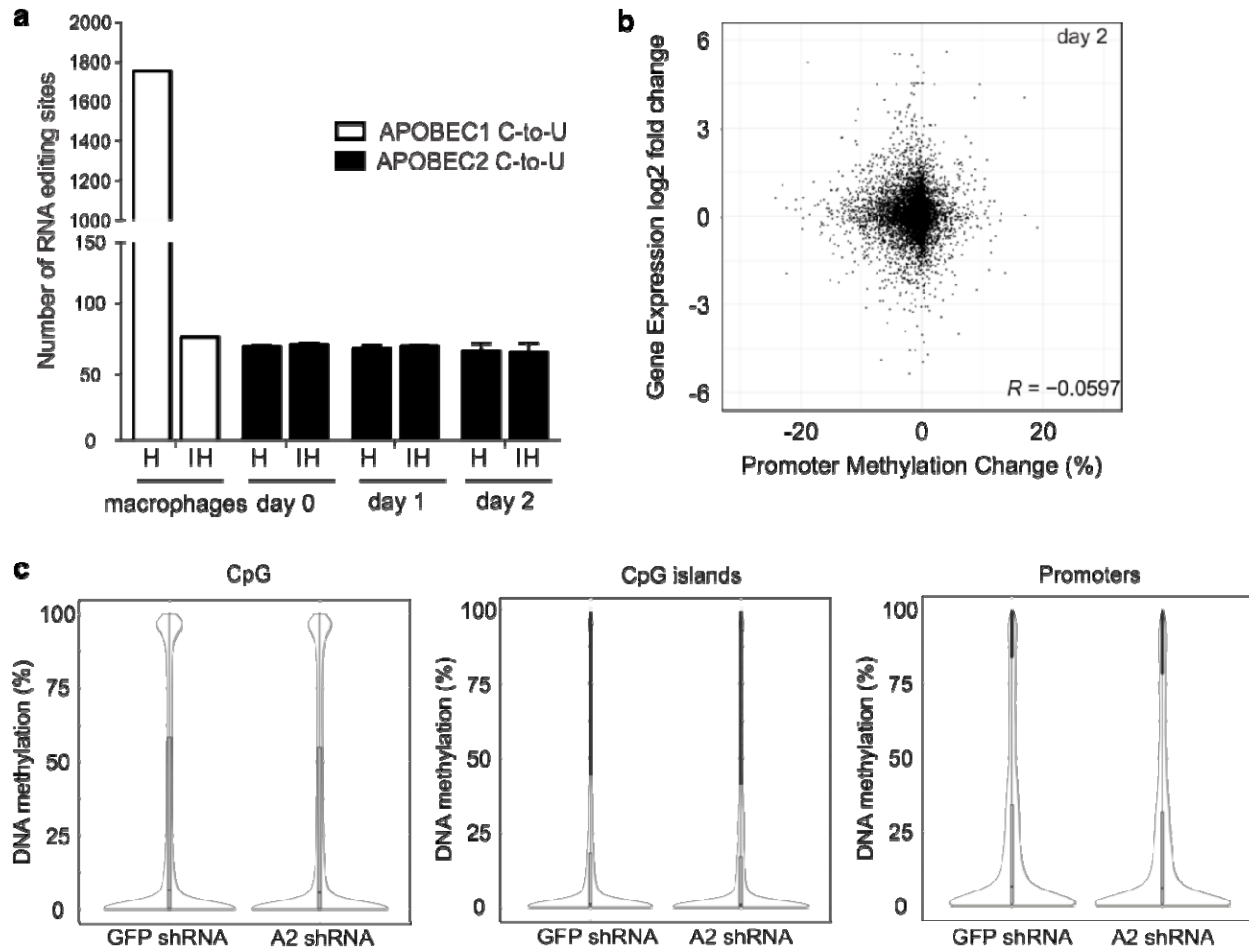 a
Number of RNA editing sites
2000
1800
1600
1400
1200
1000
150
100
50
0
APOBEC1 C-to-U
APOBEC2 C-to-U
H IH H IH H IH H IH
macrophages day 0 day 1 day 2
b
Gene Expression log2 fold change
6
3
0
-3
-6
day 2
R = −0.0597
-20 0 20
Promoter Methylation Change (%)
c
CpG
DNA methylation (%)
100
75
50
25
0
GFP shRNA A2 shRNA
CpG islands
DNA methylation (%)
100
75
50
25
0
GFP shRNA A2 shRNA
Promoters
DNA methylation (%)
100
75
50
25
0
GFP shRNA A2 shRNA